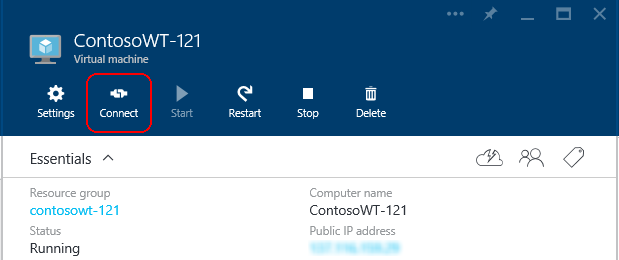 ContosoWT-121
Virtual machine
Settings Connect Start Restart Stop Delete
Essentials
Resource group Computer name
contosowt-121 ContosoWT-121
Status Public IP address
Running